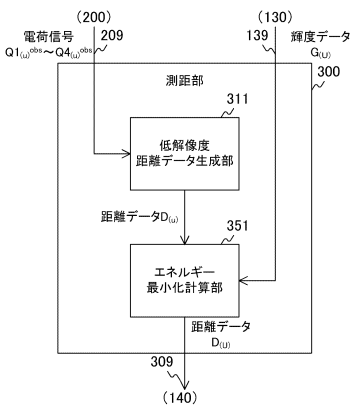 (200)
(130)
電荷信号
209
139
輝度データ
Q1(u)obs～Q4(u)obs
G(U)
300
測距部
311
低解像度
距離データ生成部
距離データD(u)
351
エネルギー
最小化計算部
距離データ
D(U)
309
(140)